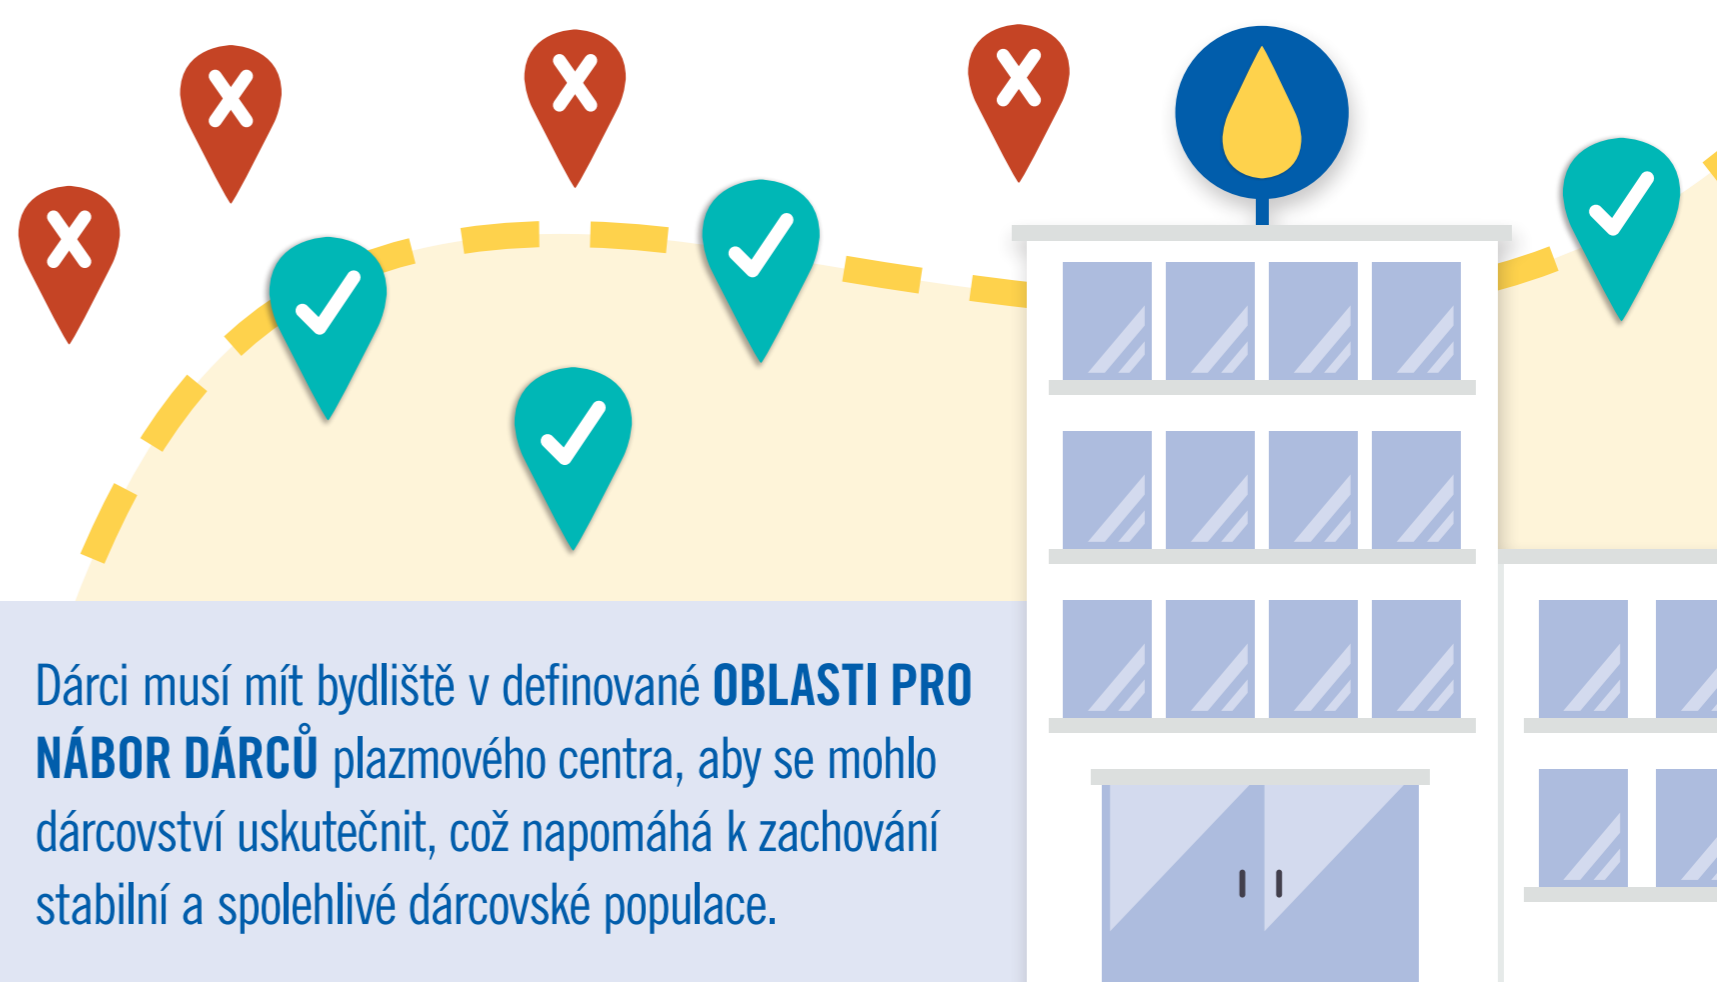 Dárci musí mít bydliště v definované OBLASTI PRO
NÁBOR DÁRCŮ plazmového centra, aby se mohlo
dárcovství uskutečnit, což napomáhá k zachování
stabilní a spolehlivé dárcovské populace.